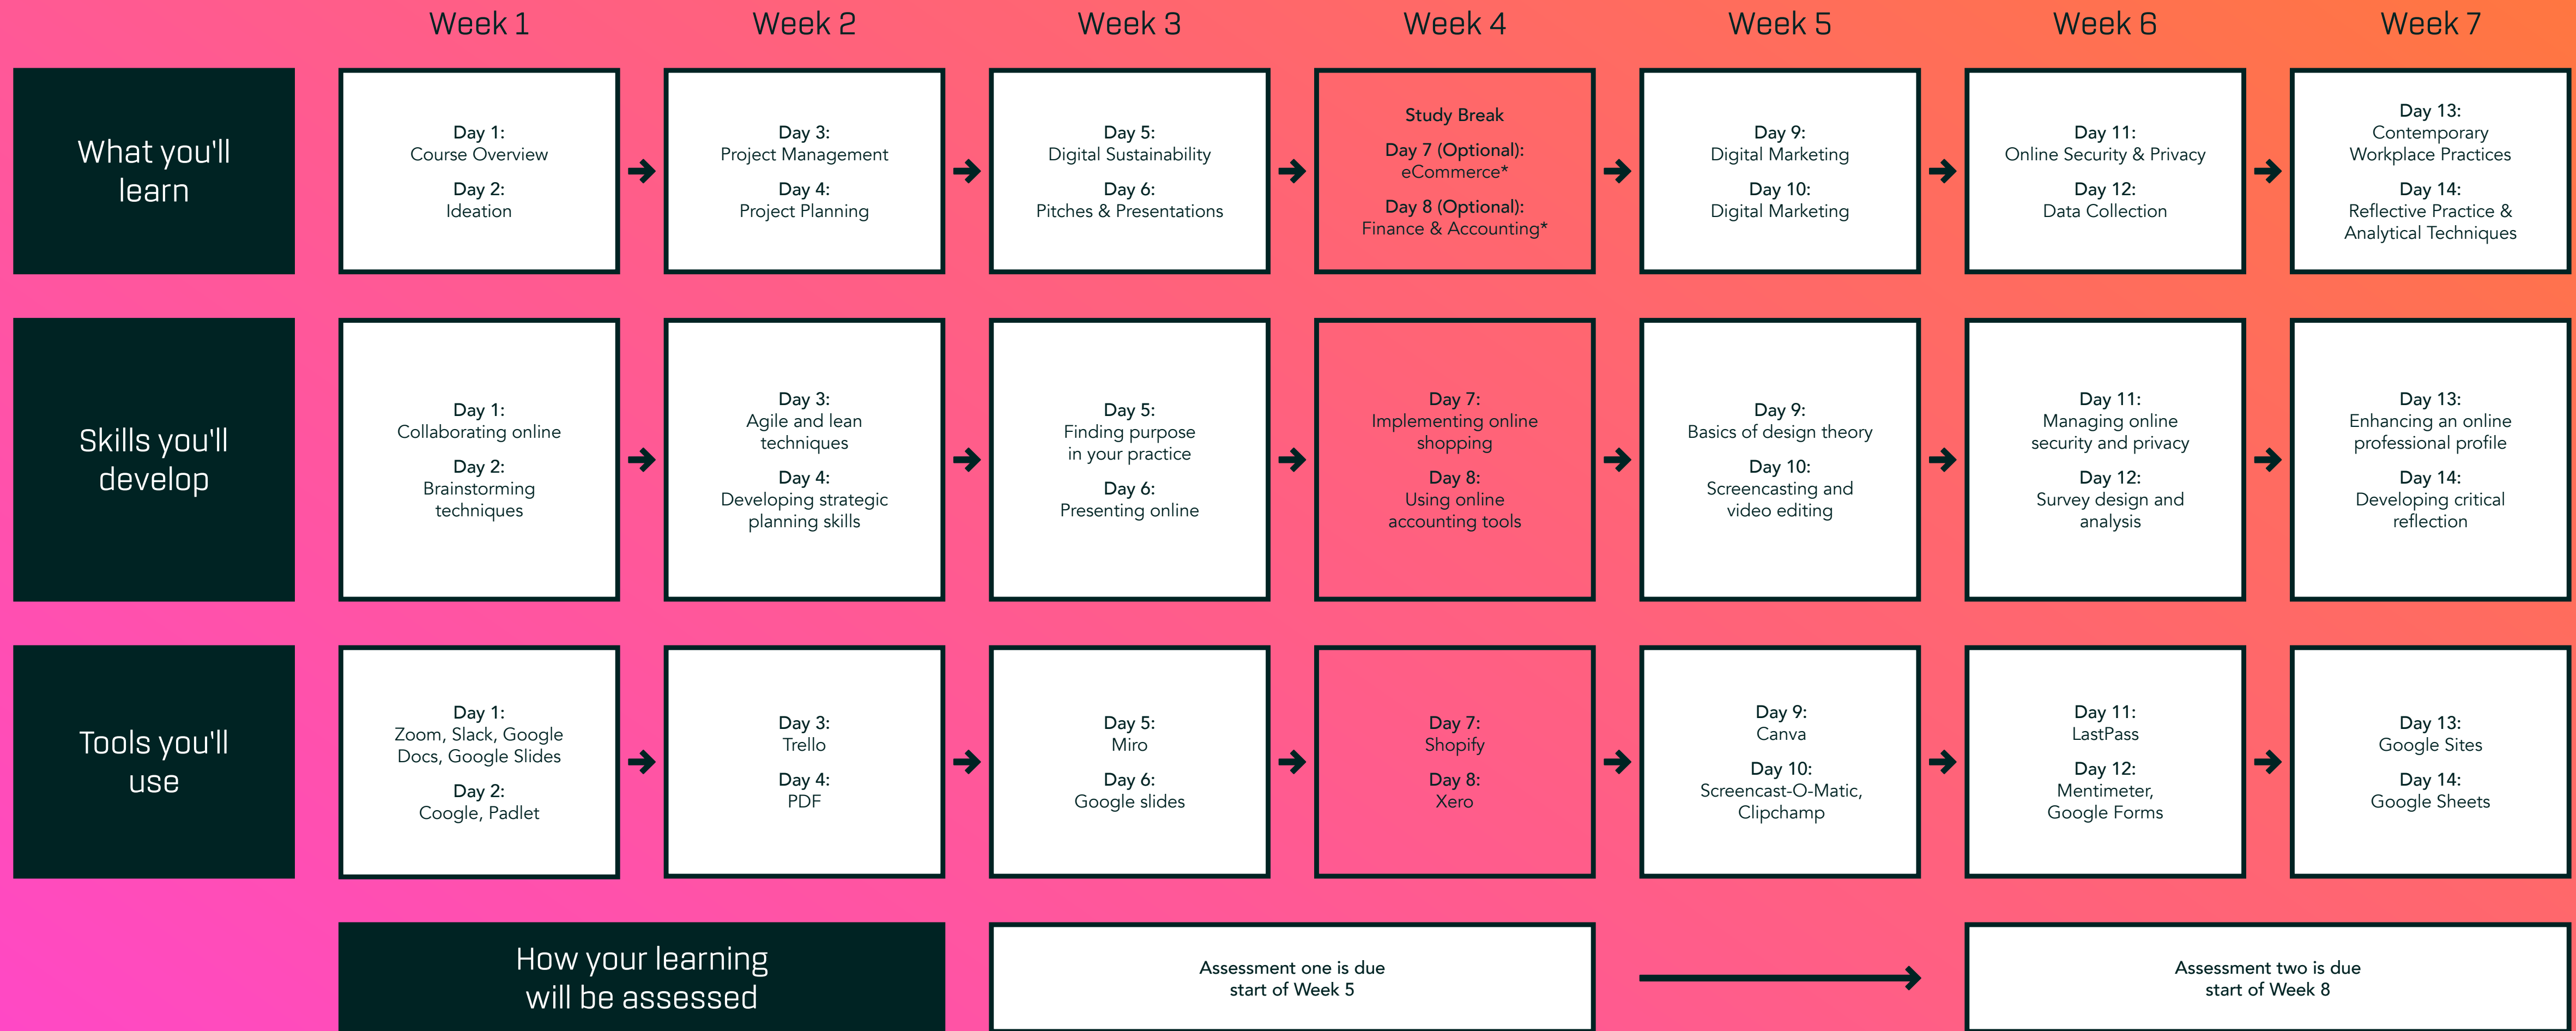 Week 1
Week 2
Week 3
Week 4
Week 5
Week 6
Week 7
What you'll
learn
Day 1:
Course Overview
Day 2:
Ideation
Day 3:
Project Management
Day 4:
Project Planning
Day 5:
Digital Sustainability
Day 6:
Pitches & Presentations
Study Break
Day 7 (Optional):
eCommerce*
Day 8 (Optional):
Finance & Accounting*
Day 9:
Digital Marketing
Day 10:
Digital Marketing
Day 11:
Online Security & Privacy
Day 12:
Data Collection
Day 13:
Contemporary
Workplace Practices
Day 14:
Reflective Practice &
Analytical Techniques
Skills you'll
develop
Day 1:
Collaborating online
Day 2:
Brainstorming
techniques
Day 3:
Agile and lean
techniques
Day 4:
Developing strategic
planning skills
Day 5:
Finding purpose
in your practice
Day 6:
Presenting online
Day 7:
Implementing online
shopping
Day 8:
Using online
accounting tools
Day 9:
Basics of design theory
Day 10:
Screencasting and
video editing
Day 11:
Managing online
security and privacy
Day 12:
Survey design and
analysis
Day 13:
Enhancing an online
professional profile
Day 14:
Developing critical
reflection
Tools you'll
use
Day 1:
Zoom, Slack, Google
Docs, Google Slides
Day 2:
Coogle, Padlet
Day 3:
Trello
Day 4:
PDF
Day 5:
Miro
Day 6:
Google slides
Day 7:
Shopify
Day 8:
Xero
Day 9:
Canva
Day 10:
Screencast-O-Matic,
Clipchamp
Day 11:
LastPass
Day 12:
Mentimeter,
Google Forms
Day 13:
Google Sites
Day 14:
Google Sheets
How your learning
will be assessed
Assessment one is due
start of Week 5
Assessment two is due
start of Week 8